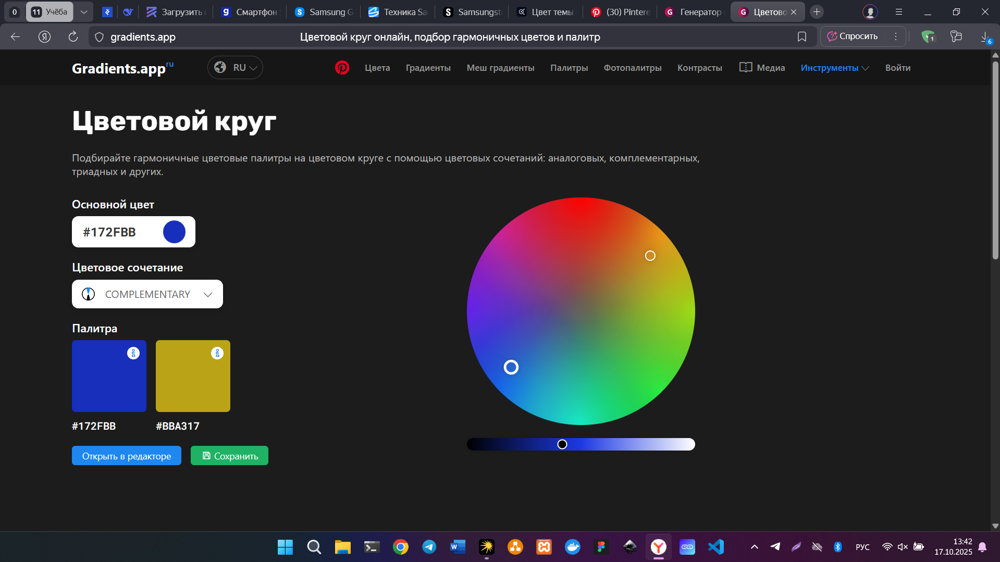 0
11 Учёба
Загрузить
Смартфон
Samsung G
Техника Sa
Samsungst
Цвет темы
(30) Pintere
Генератор
Цветово
gradients.app
Цветовой круг онлайн, подбор гармоничных цветов и палитр
Спросить
1
6
Gradients.app ru
RU
Цвета
Градиенты
Меш градиенты
Палитры
Фотопалитры
Контрасты
Медиа
Инструменты
Войти
Цветовой круг
Подбирайте гармоничные цветовые палитры на цветовом круге с помощью цветовых сочетаний: аналоговых, комплементарных,
триадных и других.
Основной цвет
#172FBB
Цветовое сочетание
COMPLEMENTARY
Палитра
#172FBB
#BBA317
Открыть в редакторе
Сохранить
РУС
13:42
17.10.2025